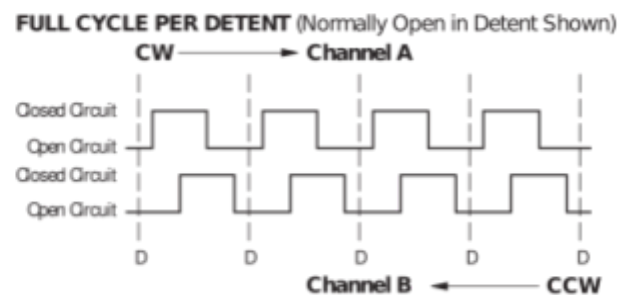 FULL CYCLE PER DETENT (Normally Open in Detent Shown)
CW Channel A
Closed Circuit
Open Circuit
Closed Circuit
Open Circuit
D D D D D
Channel B CCW